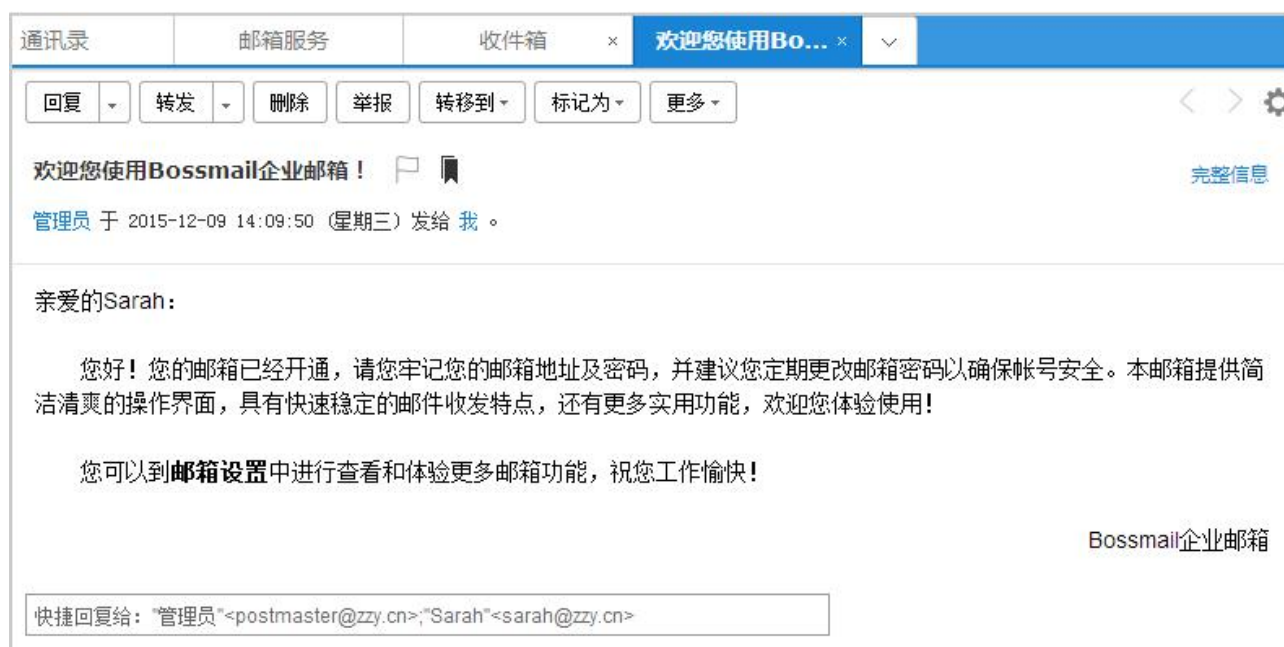 通讯录 邮箱服务 收件箱 × 欢迎您使用Bo... ×
回复 转发 删除 举报 转移到 标记为 更多
欢迎您使用Bossmail企业邮箱！
完整信息
管理员 于 2015-12-09 14:09:50 (星期三) 发给 我 。
亲爱的Sarah：
您好！您的邮箱已经开通，请您牢记您的邮箱地址及密码，并建议您定期更改邮箱密码以确保帐号安全。本邮箱提供简
洁清爽的操作界面，具有快速稳定的邮件收发特点，还有更多实用功能，欢迎您体验使用！
您可以到邮箱设置中进行查看和体验更多邮箱功能，祝您工作愉快！
Bossmail企业邮箱
快捷回复给："管理员"<postmaster@zzy.cn>;"Sarah"<sarah@zzy.cn>